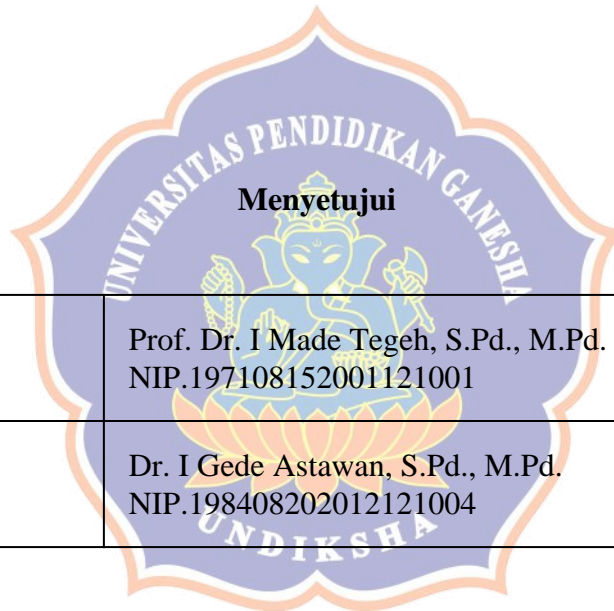 UNIVERSITAS PENDIDIKAN GANESHA
Menyetujui
Prof. Dr. I Made Tegeh, S.Pd., M.Pd.
NIP.197108152001121001
Dr. I Gede Astawan, S.Pd., M.Pd.
NIP.198408202012121004
UNDIKSHA